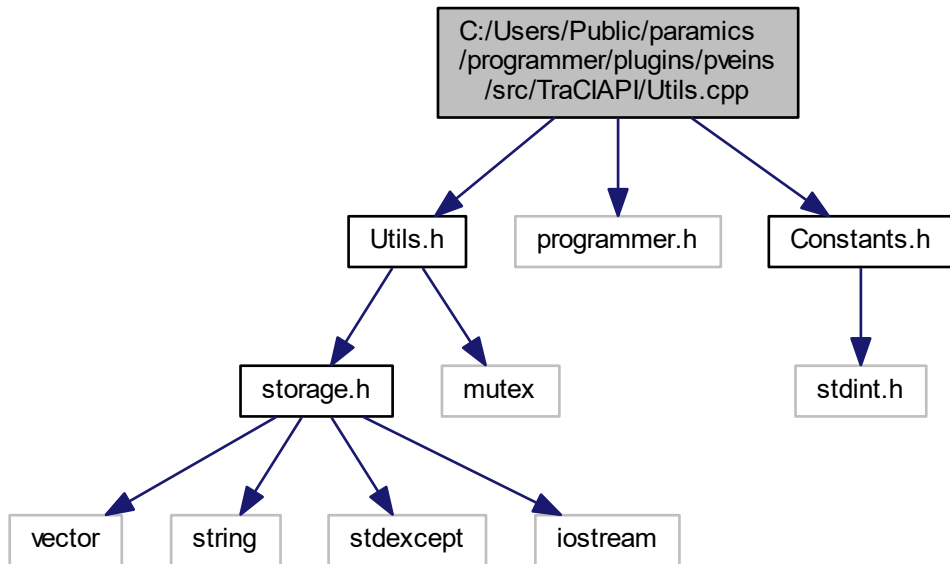 C:/Users/Public/paramics
/programmer/plugins/pveins
/src/TraCIAPI/Utils.cpp
Utils.h
programmer.h
Constants.h
storage.h
mutex
stdint.h
vector
string
stdexcept
iostream